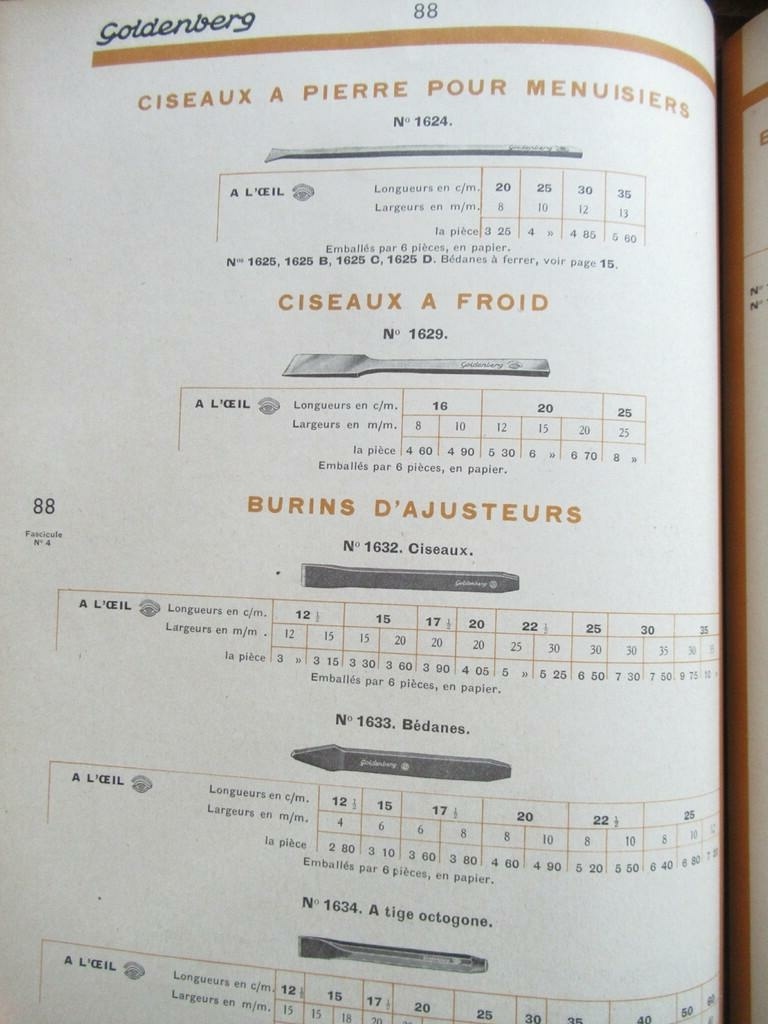 Goldenberg
88
CISEAUX A PIERRE POUR MENUISIERS
Nº 1624.
Goldenberg
A L'ŒIL Longueurs en c/m. 20 25 30 35
Largeurs en m/m. 8 10 12 13
la pièce 3 25 4 » 4 85 5 60
Emballés par 6 pièces, en papier.
Nᵒˢ 1625, 1625 B, 1625 C, 1625 D. Bédanes à ferrer, voir page 15.
CISEAUX A FROID
Nº 1629.
Goldenberg
A L'ŒIL Longueurs en c/m. 16 20 25
Largeurs en m/m. 8 10 12 15 20 25
la pièce 4 60 4 90 5 30 6 » 6 70 8 »
Emballés par 6 pièces, en papier.
88
Fascicule
Nº 4
BURINS D'AJUSTEURS
Nº 1632. Ciseaux.
Goldenberg
A L'ŒIL Longueurs en c/m. 12 ½ 15 17 ½ 20 22 ½ 25 30 35
Largeurs en m/m . 12 15 15 20 20 20 25 30 30 30 35 30
la pièce 3 » 3 15 3 30 3 60 3 90 4 05 5 » 5 25 6 50 7 30 7 50 9 75 10 »
Emballés par 6 pièces, en papier.
Nº 1633. Bédanes.
Goldenberg
A L'ŒIL Longueurs en c/m. 12 ½ 15 17 ½ 20 22 ½ 25
Largeurs en m/m. 4 6 6 8 8 10 8 10 8 10
la pièce 2 80 3 10 3 60 3 80 4 60 4 90 5 20 5 50 6 40 6 80
Emballés par 6 pièces, en papier.
Nº 1634. A tige octogone.
A L'ŒIL Longueurs en c/m. 12 ½ 15 17 ½ 20 25 30 35 40 50 60
Largeurs en m/m. 15 15 18 20
Nº
Nº